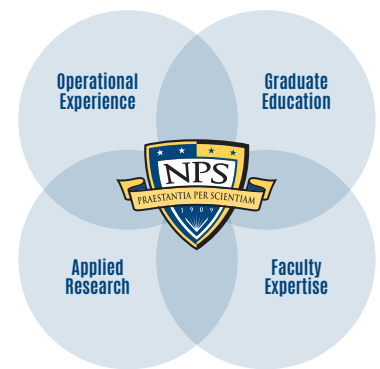 Operational
Experience
Graduate
Education
NPS
PRAESTANTIA PER SCIENTIAM
1909
Applied
Research
Faculty
Expertise